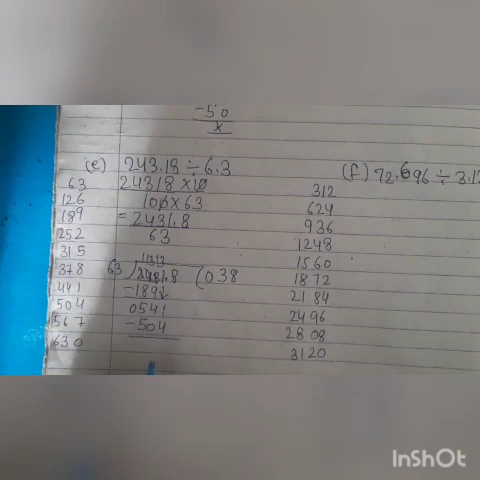 -50
x
(e) 243.18 ÷ 6.3
63 24318 × 10
126 100 × 63
189 = 2431.8
252 63
315
378 63 ) 2431.8 ( 038
441 -189↓
504 0541
567 -504
630
(f) 72.696 ÷ 3.12
312
624
936
1248
1560
1872
2184
2496
2808
3120
InShOt